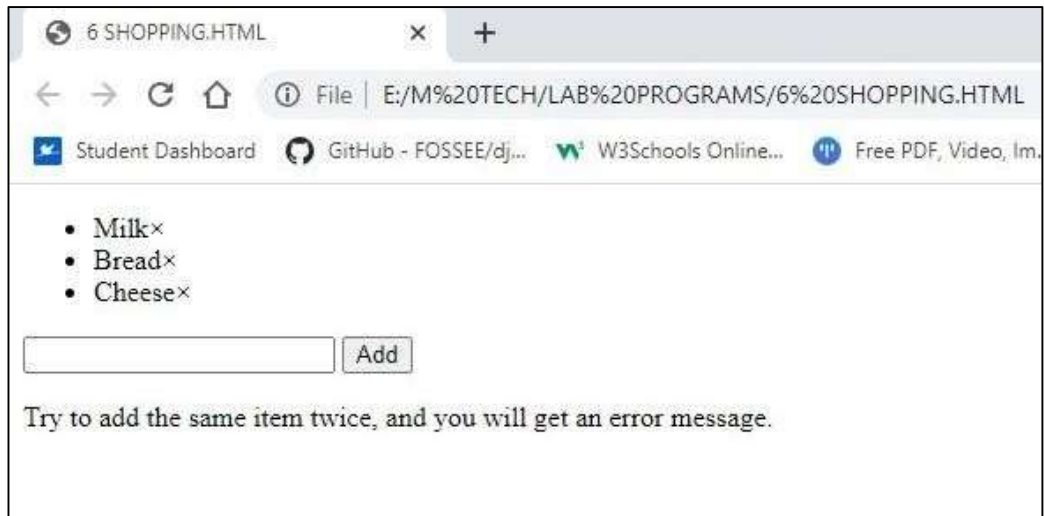 6 SHOPPING.HTML
File | E:/M%20TECH/LAB%20PROGRAMS/6%20SHOPPING.HTML
Student Dashboard GitHub - FOSSEE/dj... W3Schools Online... Free PDF, Video, Im.
• Milk×
• Bread×
• Cheese×
Add
Try to add the same item twice, and you will get an error message.